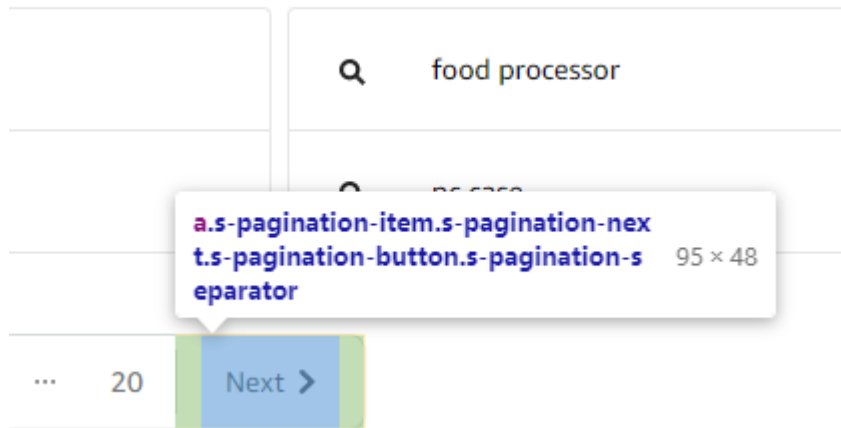 food processor
a.s-pagination-item.s-pagination-nex
t.s-pagination-button.s-pagination-s
eparator
95 × 48
... 20 Next